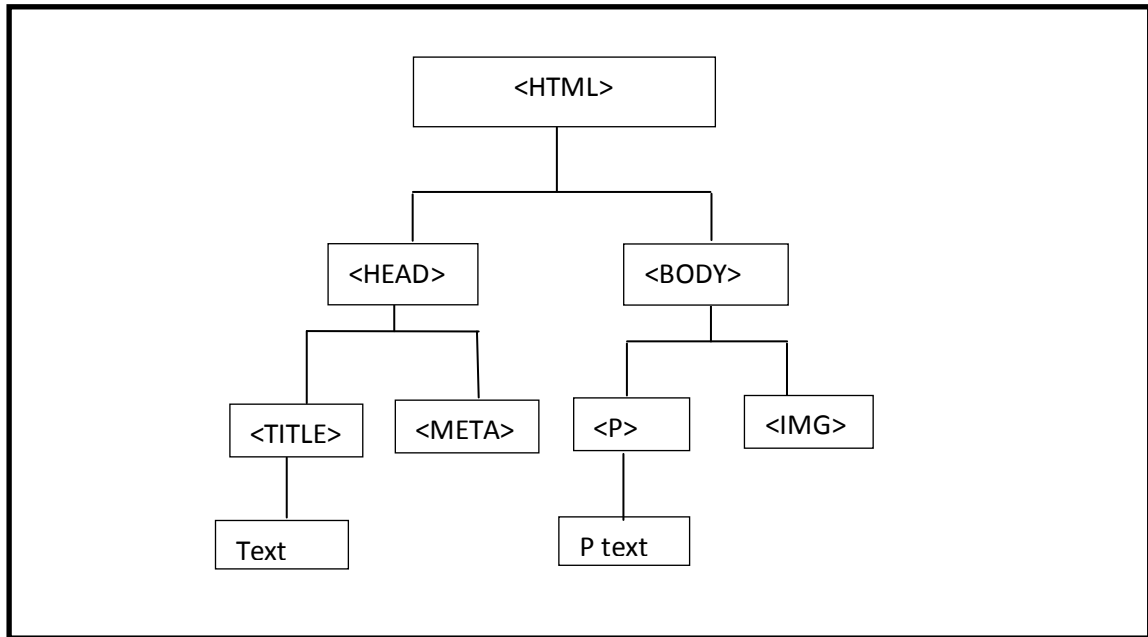 <HTML>
<HEAD>
<BODY>
<TITLE>
<META>
<P>
<IMG>
Text
P text